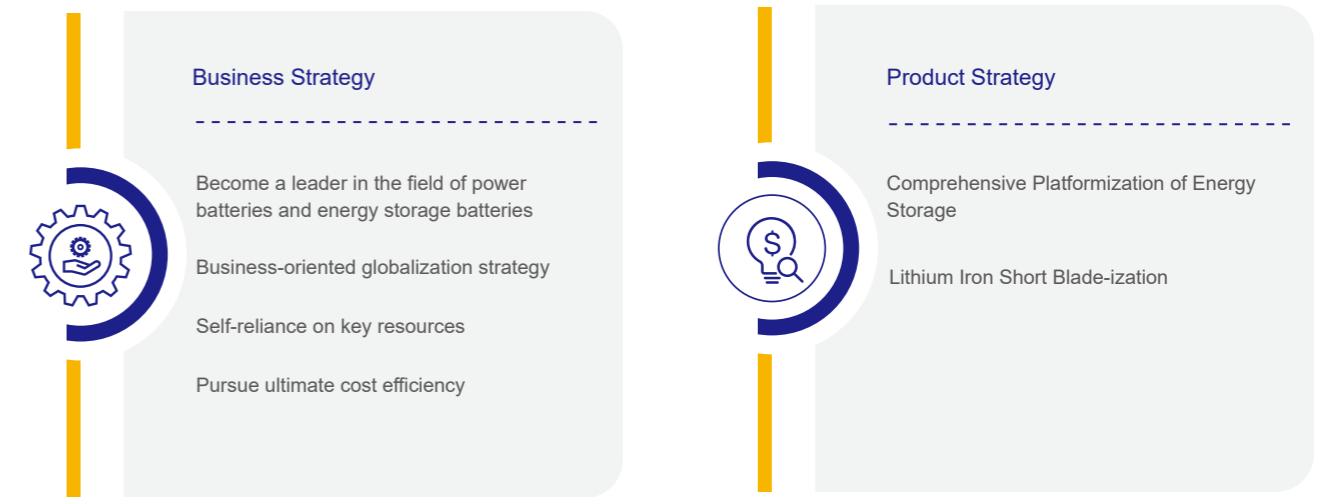 Business Strategy
Become a leader in the field of power
batteries and energy storage batteries
Business-oriented globalization strategy
Self-reliance on key resources
Pursue ultimate cost efficiency
$
Product Strategy
Comprehensive Platformization of Energy
Storage
Lithium Iron Short Blade-ization